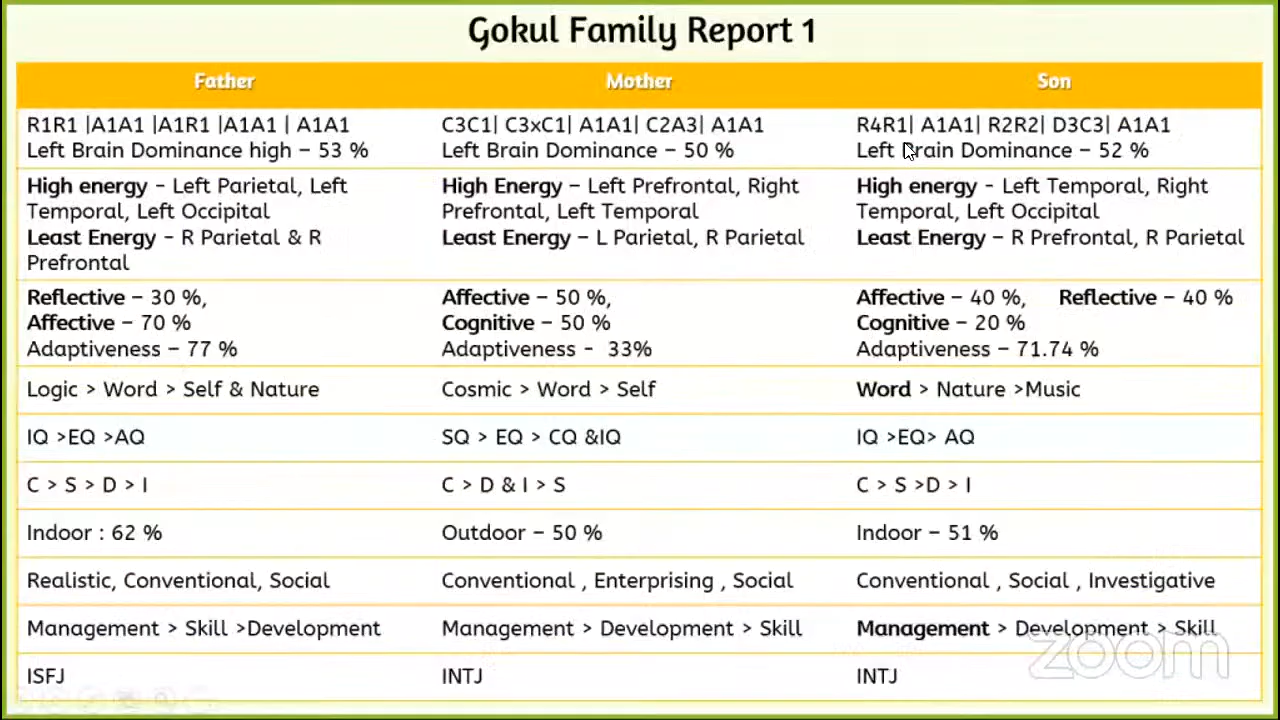 Gokul Family Report 1
Father
Mother
Son
R1R1 |A1A1 |A1R1 |A1A1 | A1A1
Left Brain Dominance high – 53 %
C3C1| C3xC1| A1A1| C2A3| A1A1
Left Brain Dominance – 50 %
R4R1| A1A1| R2R2| D3C3| A1A1
Left Brain Dominance – 52 %
High energy - Left Parietal, Left
Temporal, Left Occipital
Least Energy – R Parietal & R
Prefrontal
High Energy – Left Prefrontal, Right
Prefrontal, Left Temporal
Least Energy – L Parietal, R Parietal
High energy - Left Temporal, Right
Temporal, Left Occipital
Least Energy – R Prefrontal, R Parietal
Reflective – 30 %,
Affective – 70 %
Adaptiveness – 77 %
Affective – 50 %,
Cognitive – 50 %
Adaptiveness - 33%
Affective – 40 %, Reflective – 40 %
Cognitive – 20 %
Adaptiveness – 71.74 %
Logic > Word > Self & Nature
Cosmic > Word > Self
Word > Nature >Music
IQ >EQ >AQ
SQ > EQ > CQ &IQ
IQ >EQ> AQ
C > S > D > I
C > D & I > S
C > S >D > I
Indoor : 62 %
Outdoor – 50 %
Indoor – 51 %
Realistic, Conventional, Social
Conventional , Enterprising , Social
Conventional , Social , Investigative
Management > Skill >Development
Management > Development > Skill
Management > Development > Skill
ISFJ
INTJ
INTJ
zoom